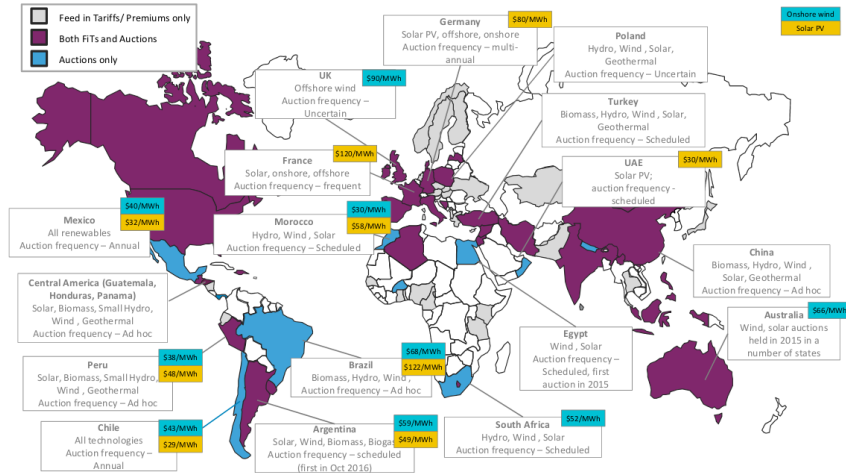 Feed in Tariffs/ Premiums only
Both FiTs and Auctions
Auctions only
Onshore wind
Solar PV
Germany
$80/MWh
Solar PV, offshore, onshore
Auction frequency – multi-
annual
Poland
Hydro, Wind , Solar,
Geothermal
Auction frequency – Uncertain
UK
$90/MWh
Offshore wind
Auction frequency –
Uncertain
Turkey
Biomass, Hydro, Wind , Solar,
Geothermal
Auction frequency – Scheduled
France
$120/MWh
Solar, onshore, offshore
Auction frequency – frequent
UAE
$30/MWh
Solar PV;
auction frequency -
scheduled
Mexico
$40/MWh
$32/MWh
All renewables
Auction frequency – Annual
Morocco
$30/MWh
$58/MWh
Hydro, Wind , Solar
Auction frequency – Scheduled
China
Biomass, Hydro, Wind ,
Solar, Geothermal
Auction frequency – Ad hoc
Central America (Guatemala,
Honduras, Panama)
Solar, Biomass, Small Hydro,
Wind , Geothermal
Auction frequency – Ad hoc
Australia
$66/MWh
Wind, solar auctions
held in 2015 in a
number of states
Egypt
Wind , Solar
Auction frequency –
Scheduled, first
auction in 2015
Peru
$38/MWh
$48/MWh
Solar, Biomass, Small Hydro,
Wind , Geothermal
Auction frequency – Ad hoc
Brazil
$68/MWh
$122/MWh
Biomass, Hydro, Wind ,
Auction frequency – Ad hoc
Chile
$43/MWh
$29/MWh
All technologies
Auction frequency –
Annual
Argentina
$59/MWh
$49/MWh
Solar, Wind, Biomass, Biogas
Auction frequency – scheduled
(first in Oct 2016)
South Africa
$52/MWh
Hydro, Wind , Solar
Auction frequency – Scheduled